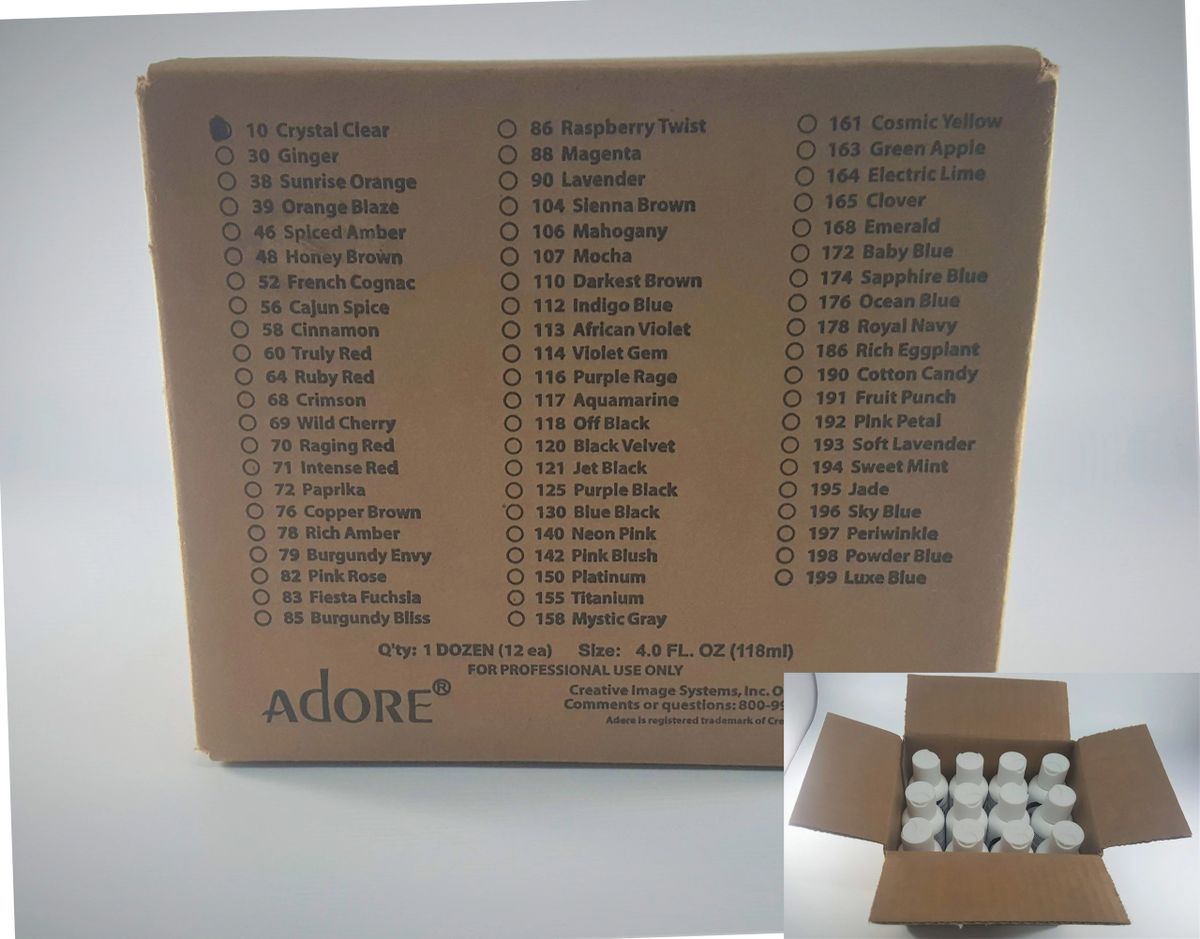 10 Crystal Clear
30 Ginger
38 Sunrise Orange
39 Orange Blaze
46 Spiced Amber
48 Honey Brown
52 French Cognac
56 Cajun Spice
58 Cinnamon
60 Truly Red
64 Ruby Red
68 Crimson
69 Wild Cherry
70 Raging Red
71 Intense Red
72 Paprika
76 Copper Brown
78 Rich Amber
79 Burgundy Envy
82 Pink Rose
83 Fiesta Fuchsia
85 Burgundy Bliss
86 Raspberry Twist
88 Magenta
90 Lavender
104 Sienna Brown
106 Mahogany
107 Mocha
110 Darkest Brown
112 Indigo Blue
113 African Violet
114 Violet Gem
116 Purple Rage
117 Aquamarine
118 Off Black
120 Black Velvet
121 Jet Black
125 Purple Black
130 Blue Black
140 Neon Pink
142 Pink Blush
150 Platinum
155 Titanium
158 Mystic Gray
161 Cosmic Yellow
163 Green Apple
164 Electric Lime
165 Clover
168 Emerald
172 Baby Blue
174 Sapphire Blue
176 Ocean Blue
178 Royal Navy
186 Rich Eggplant
190 Cotton Candy
191 Fruit Punch
192 Pink Petal
193 Soft Lavender
194 Sweet Mint
195 Jade
196 Sky Blue
197 Periwinkle
198 Powder Blue
199 Luxe Blue
Q'ty: 1 DOZEN (12 ea) Size: 4.0 FL. OZ (118ml)
FOR PROFESSIONAL USE ONLY
ADORE®
Creative Image Systems, Inc. O
Comments or questions: 800-99
Adore is registered trademark of Cre